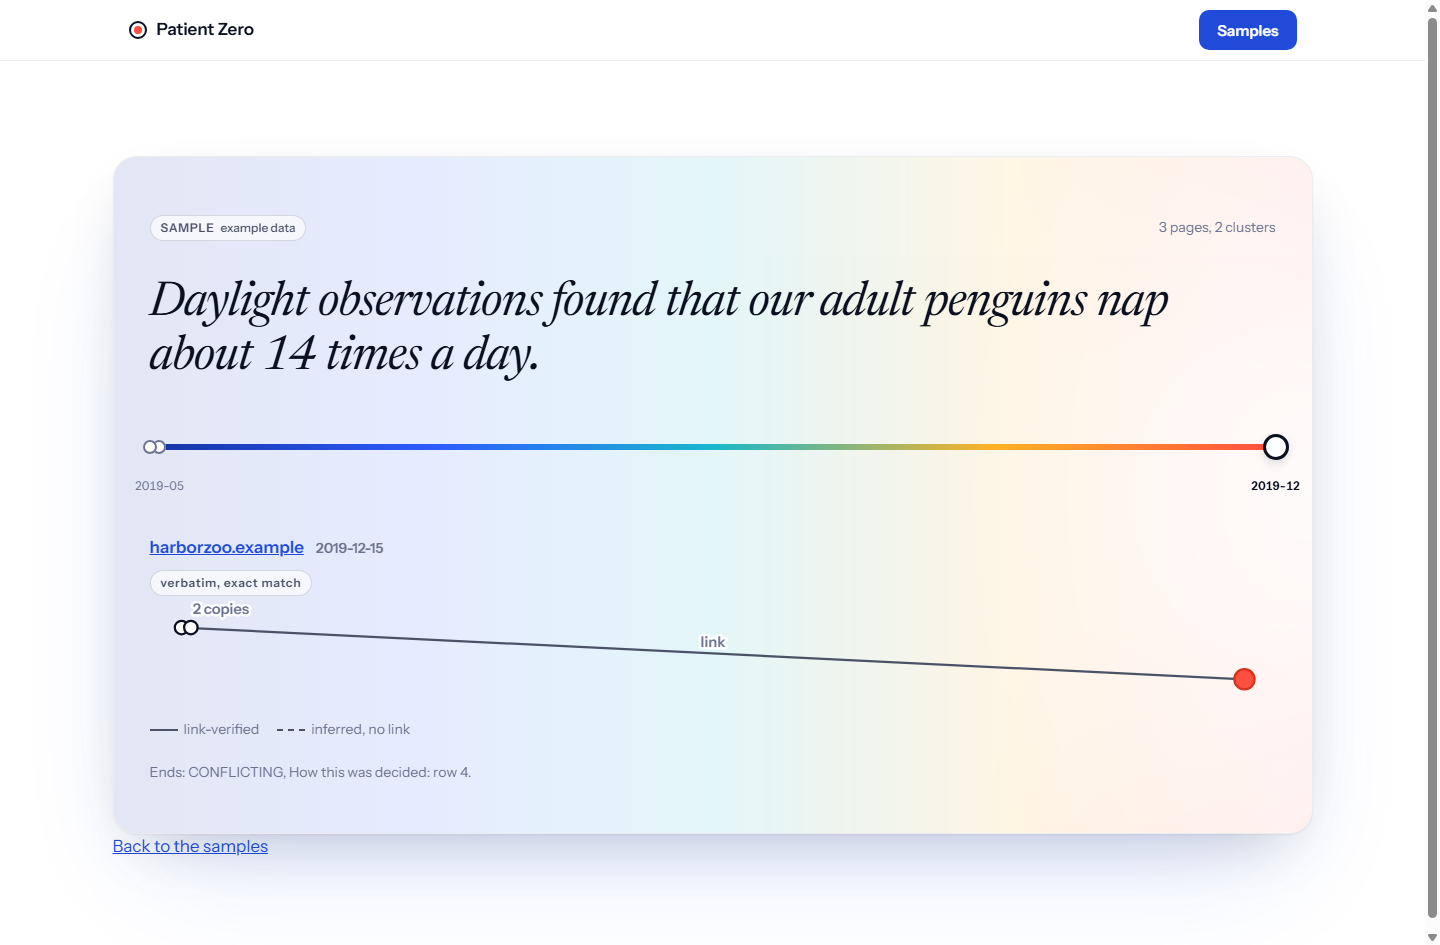 Patient Zero
Samples
SAMPLE example data
3 pages, 2 clusters
Daylight observations found that our adult penguins nap
about 14 times a day.
2019-05
2019-12
harborzoo.example 2019-12-15
verbatim, exact match
2 copies
link
link-verified inferred, no link
Ends: CONFLICTING, How this was decided: row 4.
Back to the samples